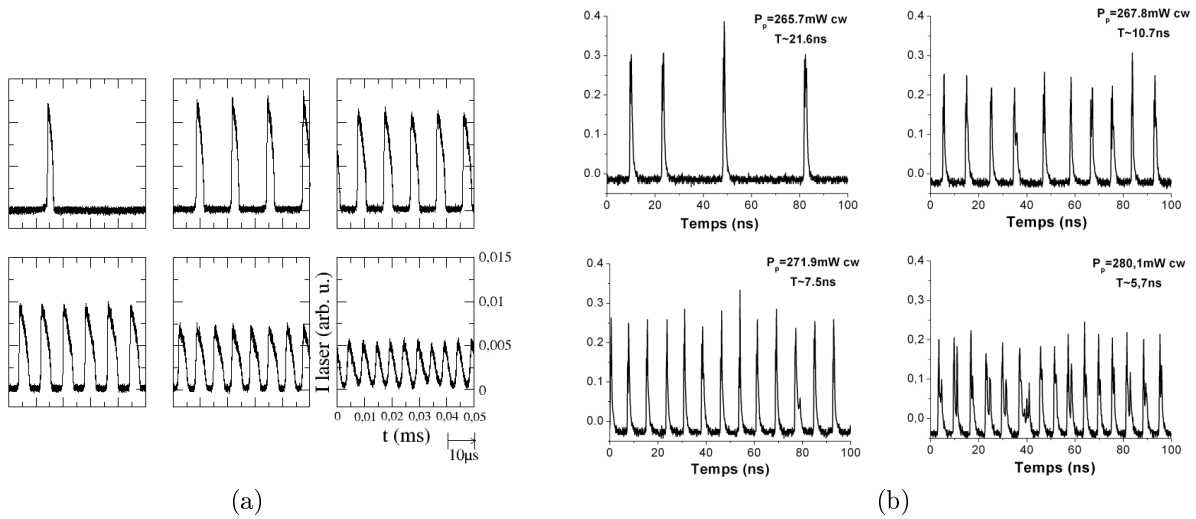 I laser (arb. u.)
0,015
0,01
0,005
0
0 0,010 0,02 0,03 0,04 0,05
t (ms)
10µs
(a)
P_p=265.7mW cw
T~21.6ns
0.4
0.3
0.2
0.1
0.0
0 20 40 60 80 100
Temps (ns)
P_p=267.8mW cw
T~10.7ns
0.4
0.3
0.2
0.1
0.0
0 20 40 60 80 100
Temps (ns)
P_p=271.9mW cw
T~7.5ns
0.4
0.3
0.2
0.1
0.0
0 20 40 60 80 100
Temps (ns)
P_p=280,1mW cw
T~5,7ns
0.4
0.3
0.2
0.1
0.0
0 20 40 60 80 100
Temps (ns)
(b)